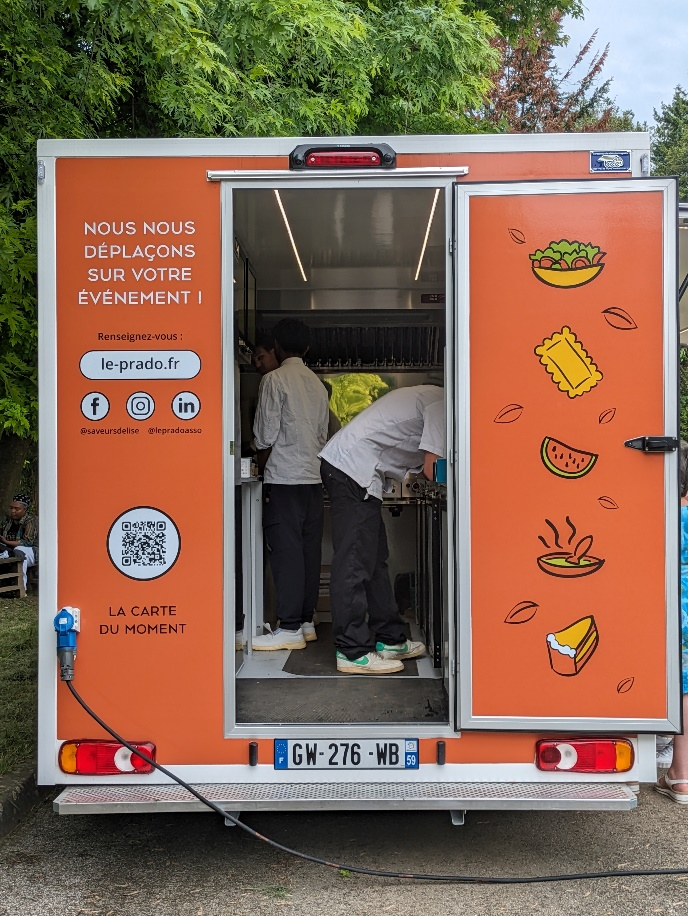 NOUS NOUS
DÉPLAÇONS
SUR VOTRE
ÉVÉNEMENT !
Renseignez-vous :
le-prado.fr
f in
@saveursdelise @lepradoasso
LA CARTE
DU MOMENT
F GW-276-WB 59